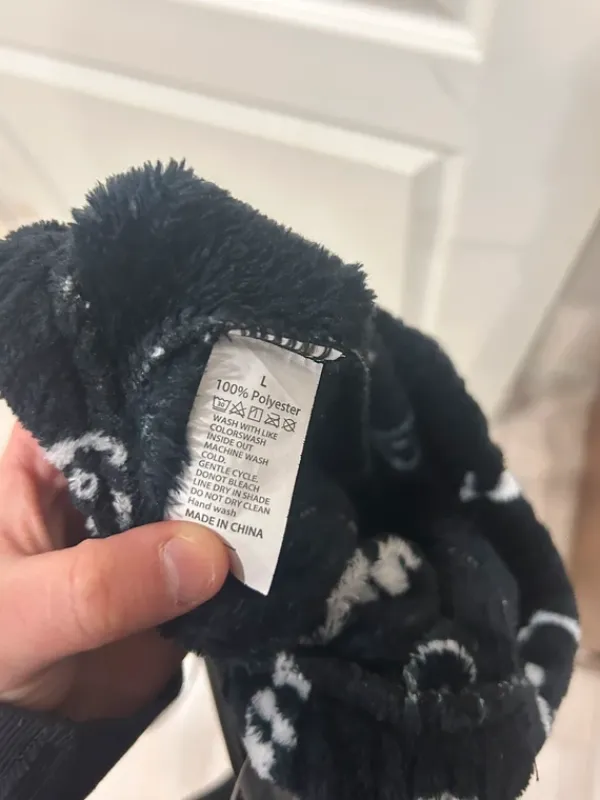 L
100% Polyester
30
WASH WITH LIKE
COLORSWASH
INSIDE OUT
MACHINE WASH
COLD.
GENTLE CYCLE.
DONOT BLEACH
LINE DRY IN SHADE
DO NOT DRY CLEAN
Hand wash
MADE IN CHINA